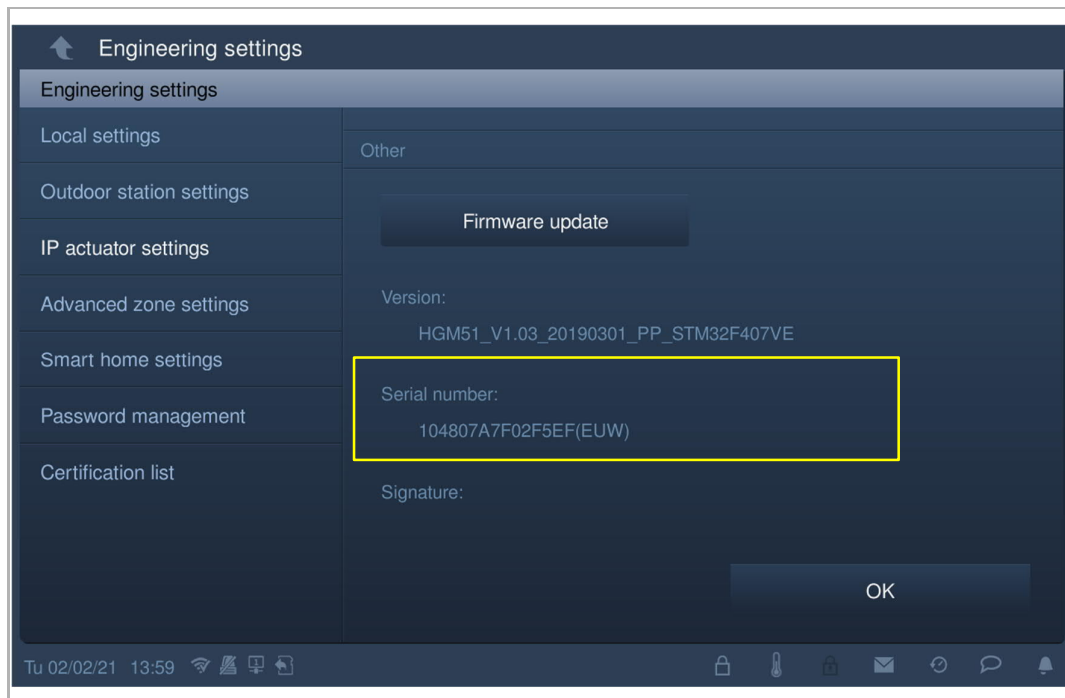 Engineering settings
Engineering settings
Local settings
Outdoor station settings
IP actuator settings
Advanced zone settings
Smart home settings
Password management
Certification list
Other
Firmware update
Version:
HGM51_V1.03_20190301_PP_STM32F407VE
Serial number:
104807A7F02F5EF(EUW)
Signature:
OK
Tu 02/02/21 13:59